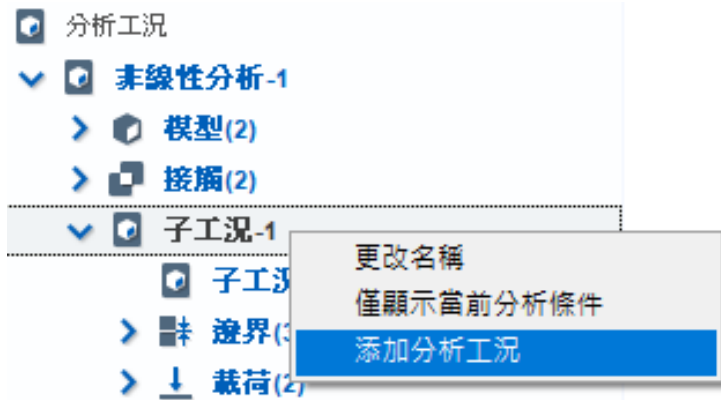 分析工況
非線性分析-1
模型(2)
接觸(2)
子工況-1
更改名稱
子工
僅顯示當前分析條件
邊界(
添加分析工況
載荷(2)